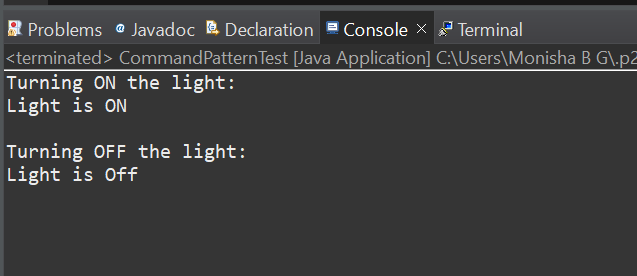 Problems @ Javadoc Declaration Console × Terminal
<terminated> CommandPatternTest [Java Application] C:\Users\Monisha B G\.p2
Turning ON the light:
Light is ON
Turning OFF the light:
Light is Off